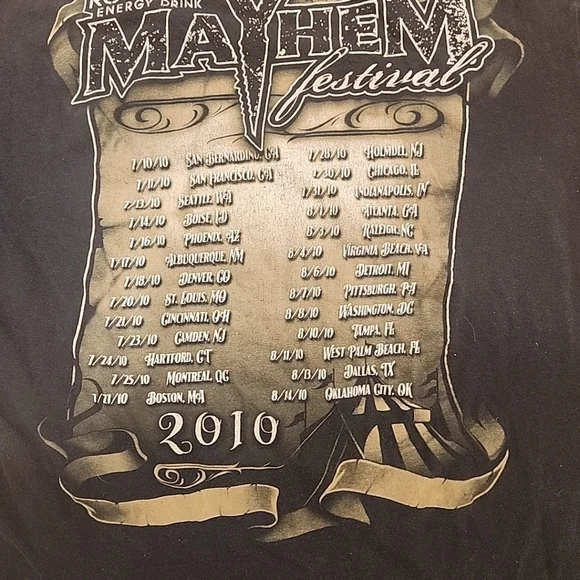 ENERGY DRINK
MAYHEM
festival
7/10/10 San Bernardino, CA
7/11/10 San Francisco, CA
7/13/10 Seattle, WA
7/14/10 Boise, ID
7/16/10 Phoenix, AZ
7/17/10 Albuquerque, NM
7/18/10 Denver, CO
7/20/10 St. Louis, MO
7/21/10 Cincinnati, OH
7/23/10 Camden, NJ
7/24/10 Hartford, CT
7/25/10 Montreal, QC
7/27/10 Boston, MA
7/28/10 Holmdel, NJ
7/30/10 Chicago, IL
7/31/10 Indianapolis, IN
8/1/10 Atlanta, GA
8/3/10 Raleigh, NC
8/4/10 Virginia Beach, VA
8/6/10 Detroit, MI
8/7/10 Pittsburgh, PA
8/8/10 Washington, DC
8/10/10 Tampa, FL
8/11/10 West Palm Beach, FL
8/13/10 Dallas, TX
8/14/10 Oklahoma City, OK
2010